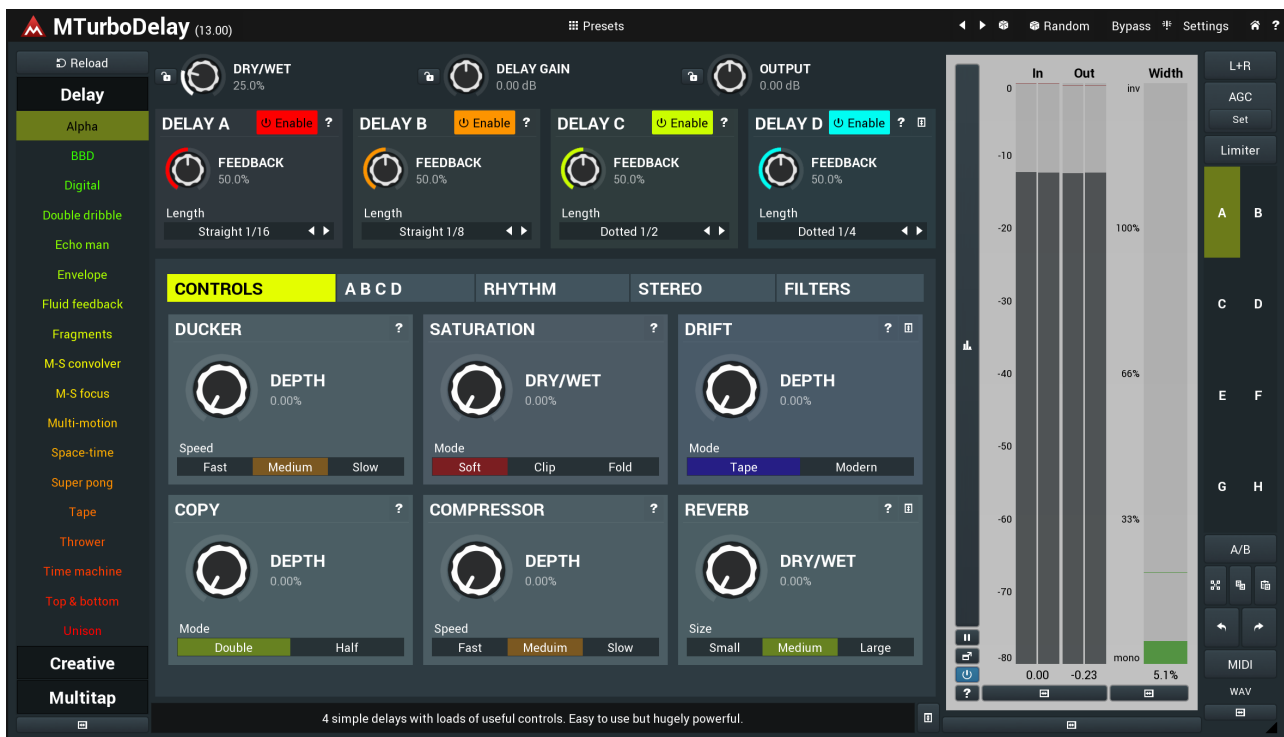 MTurboDelay (13.00)
Presets
Random
Bypass
Settings
?
Reload
Delay
Alpha
BBD
Digital
Double dribble
Echo man
Envelope
Fluid feedback
Fragments
M-S convolver
M-S focus
Multi-motion
Space-time
Super pong
Tape
Thrower
Time machine
Top & bottom
Unison
Creative
Multitap
DRY/WET
25.0%
DELAY GAIN
0.00 dB
OUTPUT
0.00 dB
DELAY A
Enable
?
FEEDBACK
50.0%
Length
Straight 1/16
DELAY B
Enable
?
FEEDBACK
50.0%
Length
Straight 1/8
DELAY C
Enable
?
FEEDBACK
50.0%
Length
Dotted 1/2
DELAY D
Enable
?
FEEDBACK
50.0%
Length
Dotted 1/4
CONTROLS
A B C D
RHYTHM
STEREO
FILTERS
DUCKER
?
DEPTH
0.00%
Speed
Fast
Medium
Slow
SATURATION
?
DRY/WET
0.00%
Mode
Soft
Clip
Fold
DRIFT
?
DEPTH
0.00%
Mode
Tape
Modern
COPY
?
DEPTH
0.00%
Mode
Double
Half
COMPRESSOR
?
DEPTH
0.00%
Speed
Fast
Meduim
Slow
REVERB
?
DRY/WET
0.00%
Size
Small
Medium
Large
4 simple delays with loads of useful controls. Easy to use but hugely powerful.
In
Out
Width
0
-10
-20
-30
-40
-50
-60
-70
-80
inv
100%
66%
33%
mono
0.00
-0.23
5.1%
?
L+R
AGC
Set
Limiter
A
B
C
D
E
F
G
H
A/B
MIDI
WAV